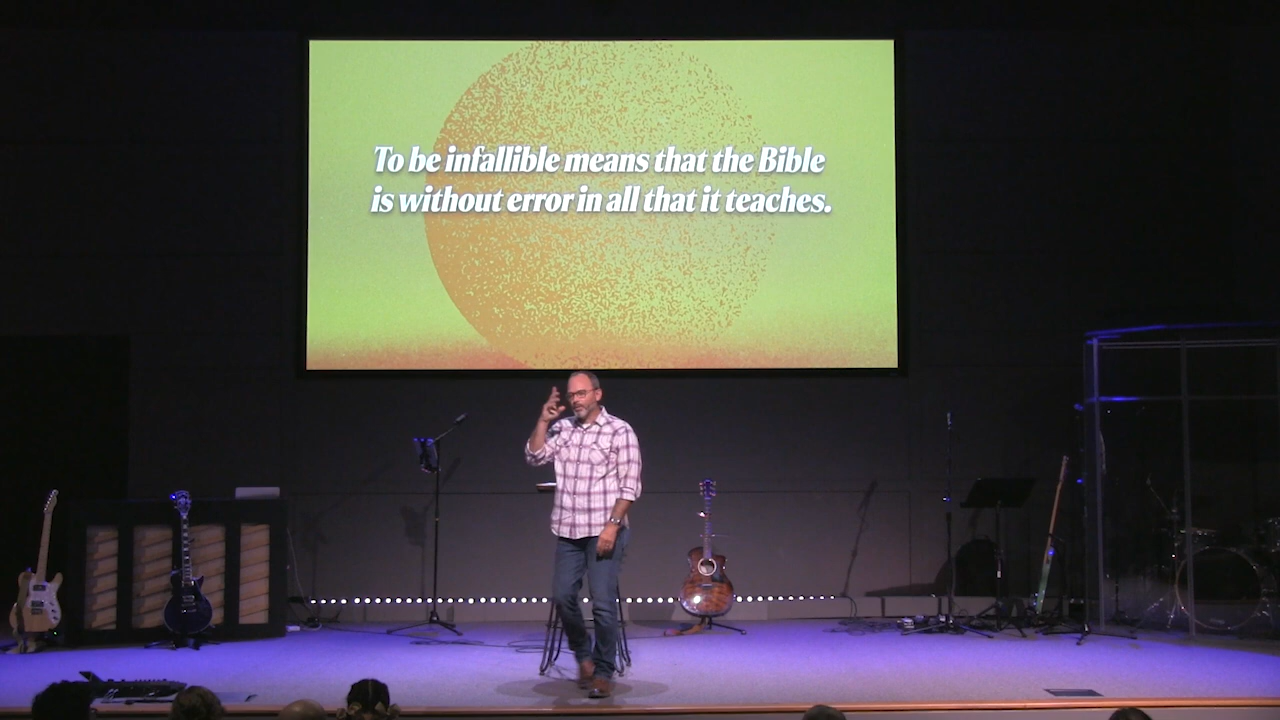 To be infallible means that the Bible
is without error in all that it teaches.